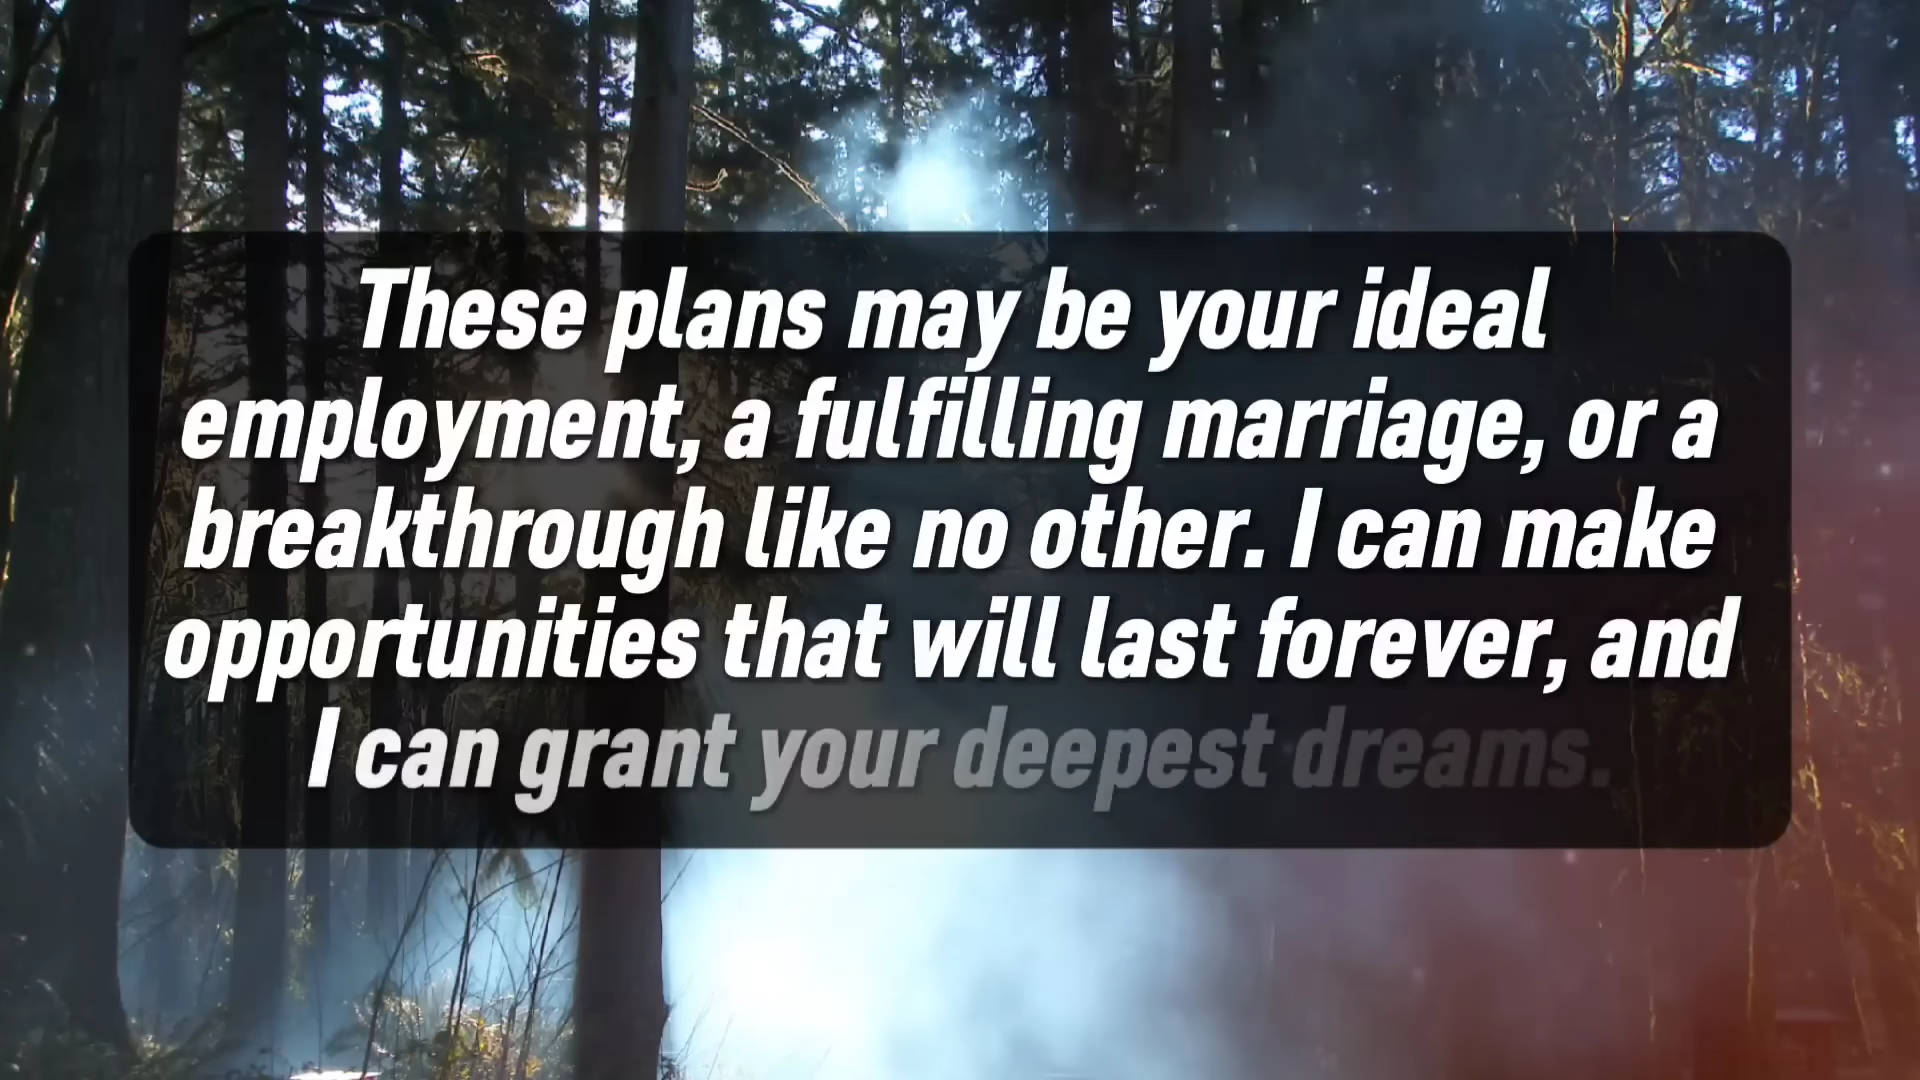 These plans may be your ideal
employment, a fulfilling marriage, or a
breakthrough like no other. I can make
opportunities that will last forever, and
I can grant your deepest dreams.